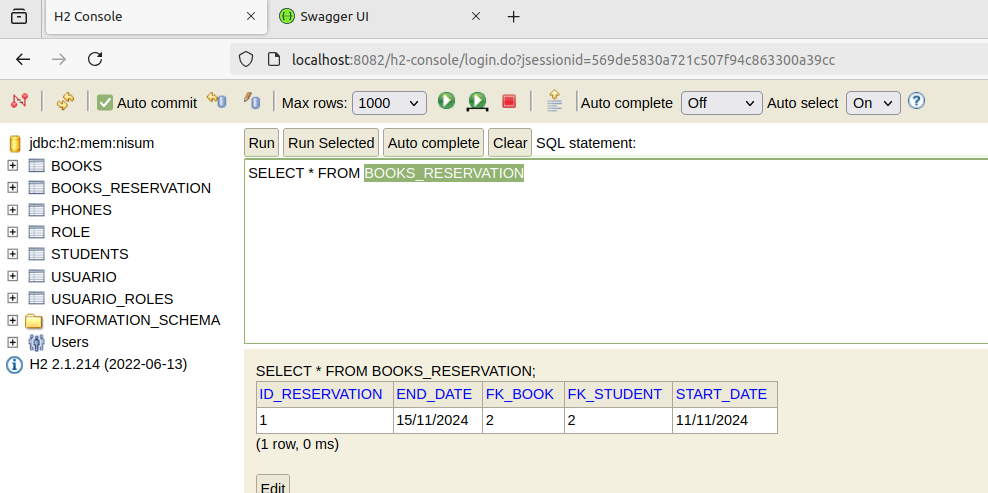 H2 Console
Swagger UI
localhost:8082/h2-console/login.do?jsessionid=569de5830a721c507f94c863300a39cc
Auto commit Max rows: 1000 Auto complete Off Auto select On
jdbc:h2:mem:nisum
BOOKS
BOOKS_RESERVATION
PHONES
ROLE
STUDENTS
USUARIO
USUARIO_ROLES
INFORMATION_SCHEMA
Users
H2 2.1.214 (2022-06-13)
Run Run Selected Auto complete Clear SQL statement:
SELECT * FROM BOOKS_RESERVATION
SELECT * FROM BOOKS_RESERVATION;
ID_RESERVATION END_DATE FK_BOOK FK_STUDENT START_DATE
1 15/11/2024 2 2 11/11/2024
(1 row, 0 ms)
Edit